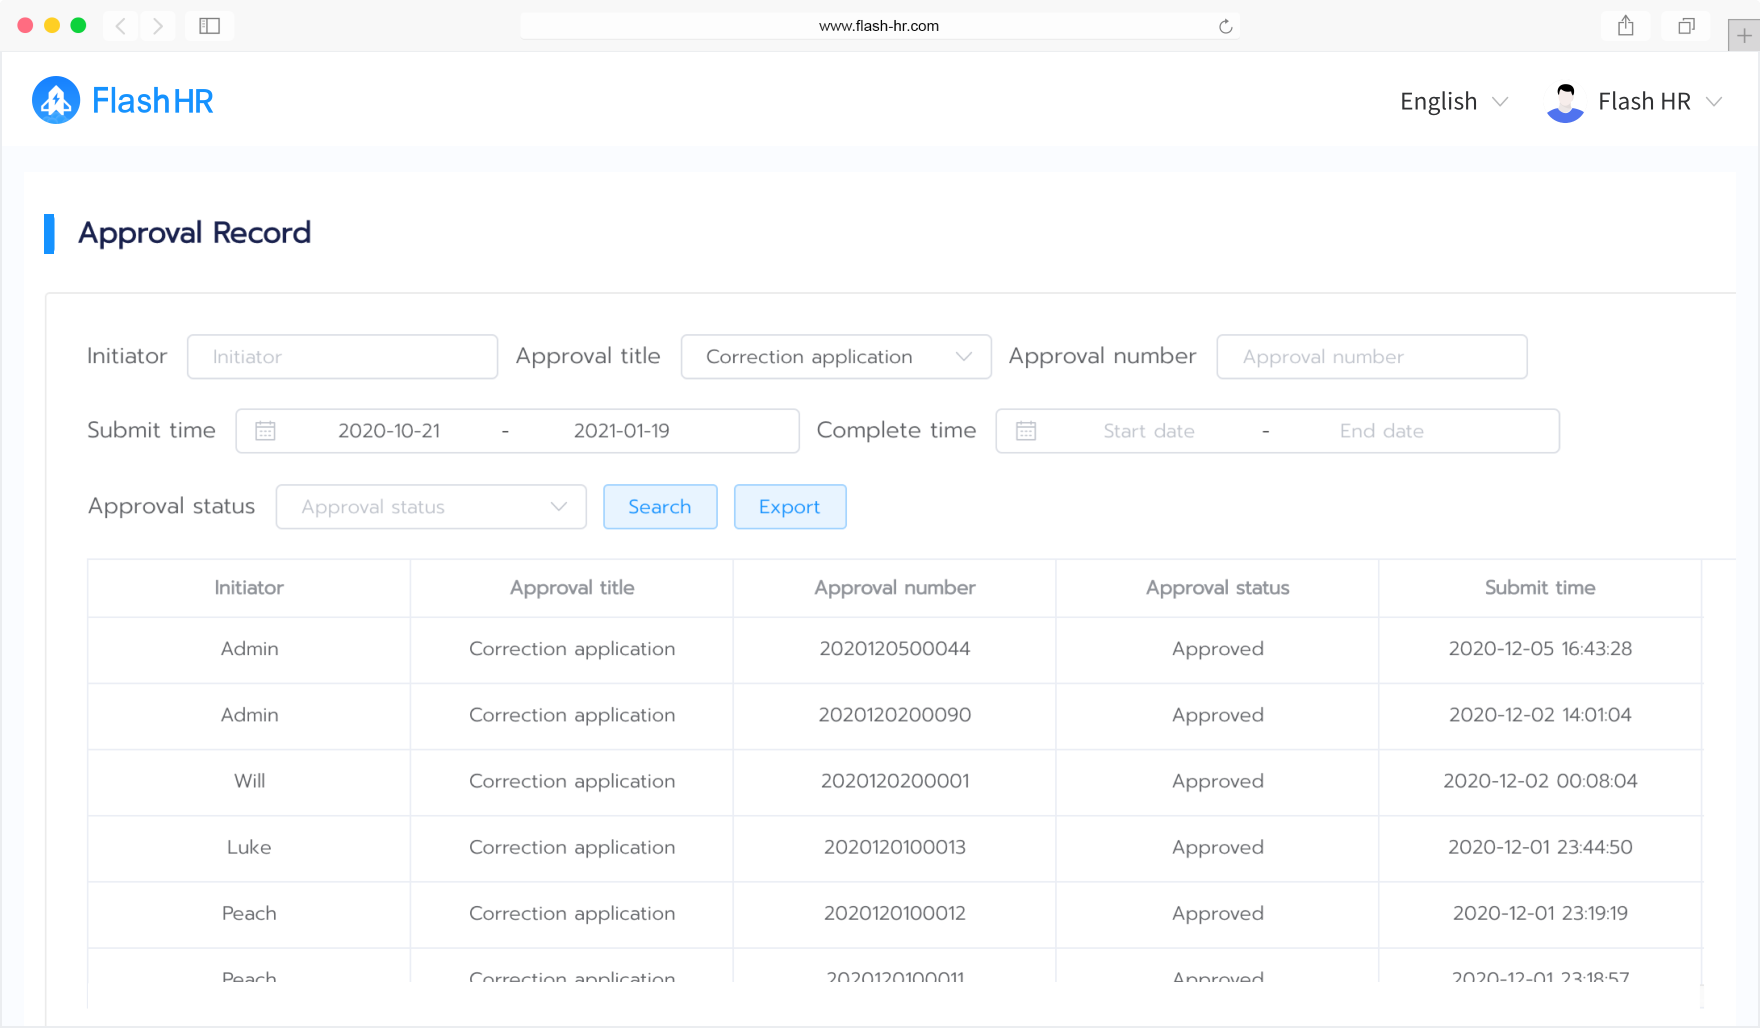 www.flash-hr.com
FlashHR English Flash HR
Approval Record
Initiator Initiator Approval title Correction application Approval number Approval number
Submit time 2020-10-21 - 2021-01-19 Complete time Start date - End date
Approval status Approval status Search Export
Initiator Approval title Approval number Approval status Submit time
Admin Correction application 2020120500044 Approved 2020-12-05 16:43:28
Admin Correction application 2020120200090 Approved 2020-12-02 14:01:04
Will Correction application 2020120200001 Approved 2020-12-02 00:08:04
Luke Correction application 2020120100013 Approved 2020-12-01 23:44:50
Peach Correction application 2020120100012 Approved 2020-12-01 23:19:19
Peach Correction application 2020120100011 Approved 2020-12-01 23:18:57